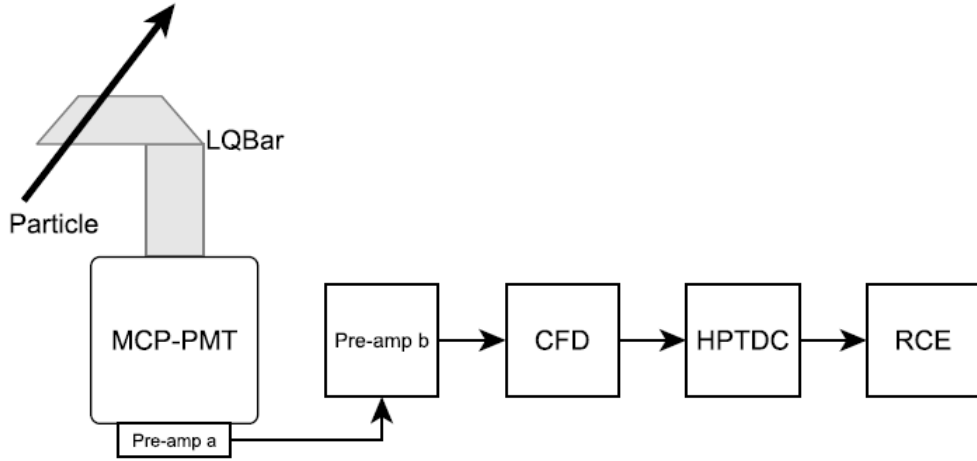 LQBar
Particle
MCP-PMT
Pre-amp a
Pre-amp b
CFD
HPTDC
RCE